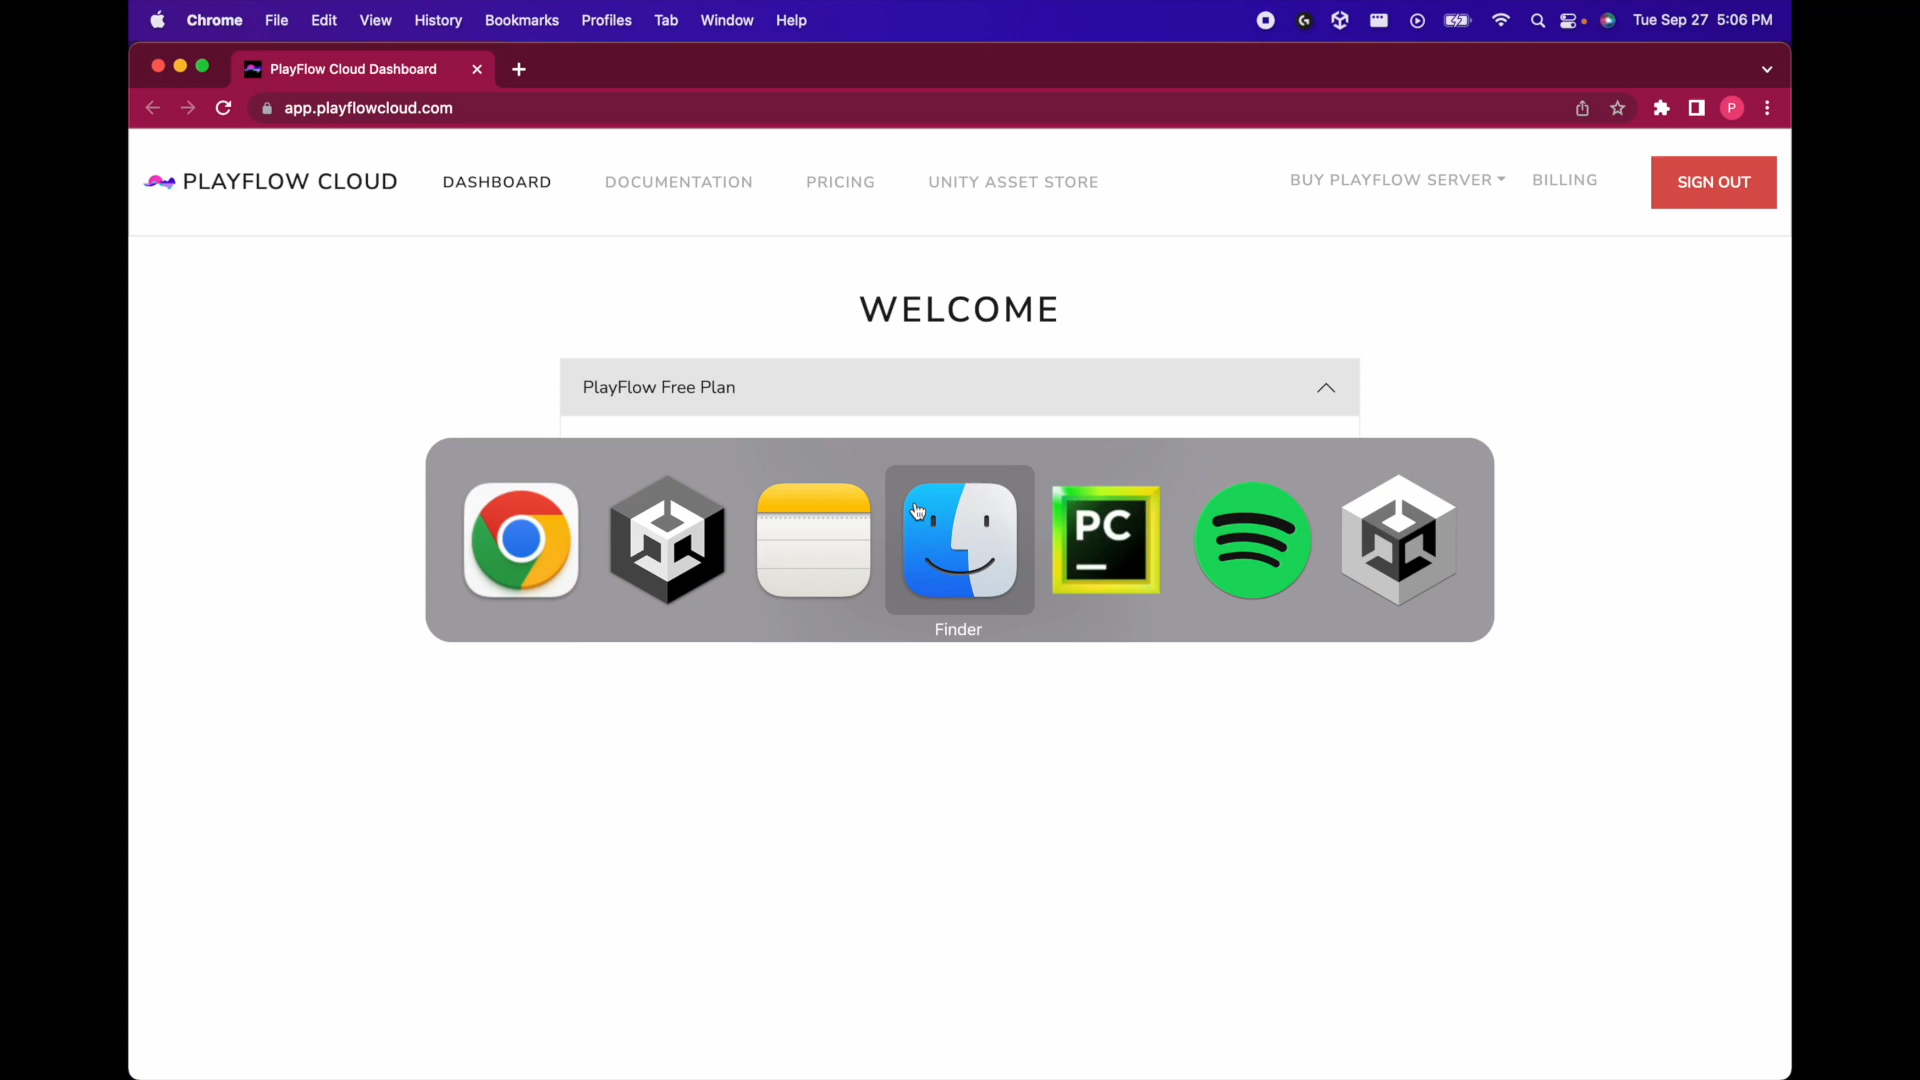 Chrome File Edit View History Bookmarks Profiles Tab Window Help Tue Sep 27 5:06 PM
PlayFlow Cloud Dashboard
app.playflowcloud.com P
PLAYFLOW CLOUD DASHBOARD DOCUMENTATION PRICING UNITY ASSET STORE BUY PLAYFLOW SERVER BILLING SIGN OUT
WELCOME
PlayFlow Free Plan
PC
Finder